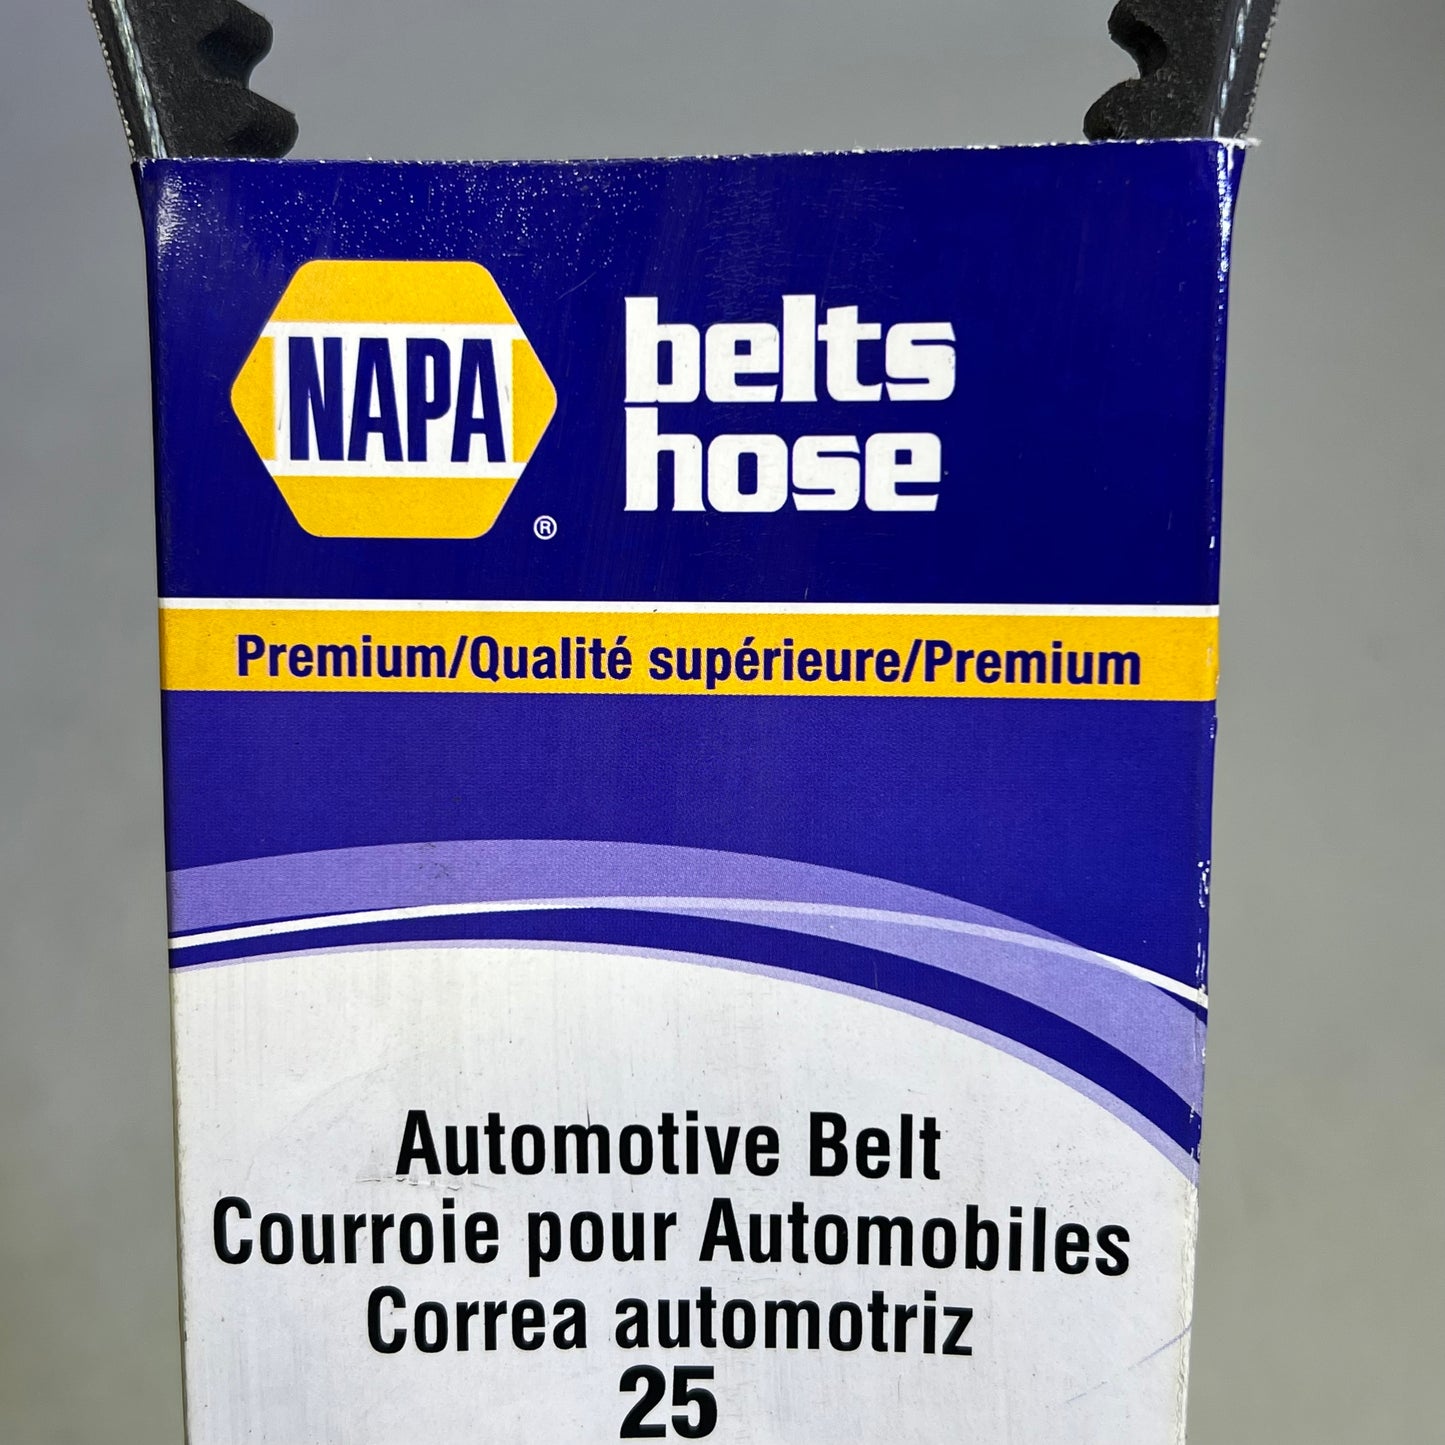 NAPA
®
belts
hose
Premium/Qualité supérieure/Premium
Automotive Belt
Courroie pour Automobiles
Correa automotriz
25